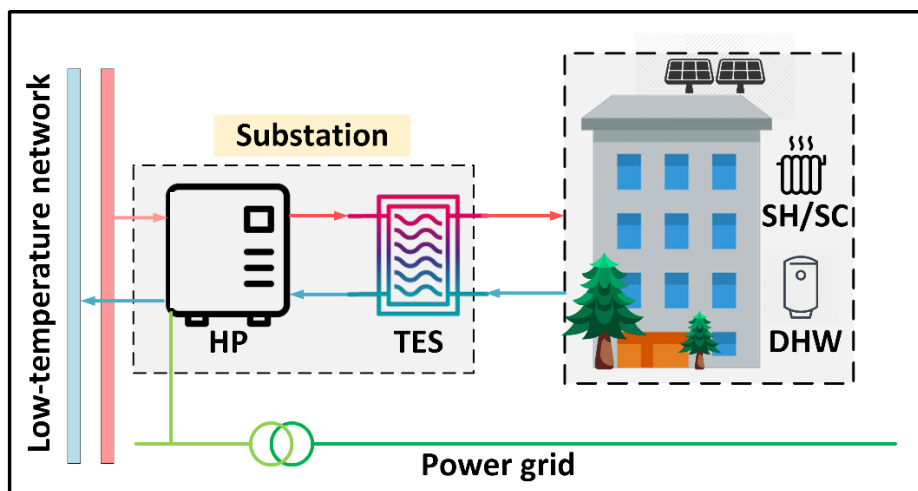 Low-temperature network
Substation
HP
TES
SH/SC
DHW
Power grid